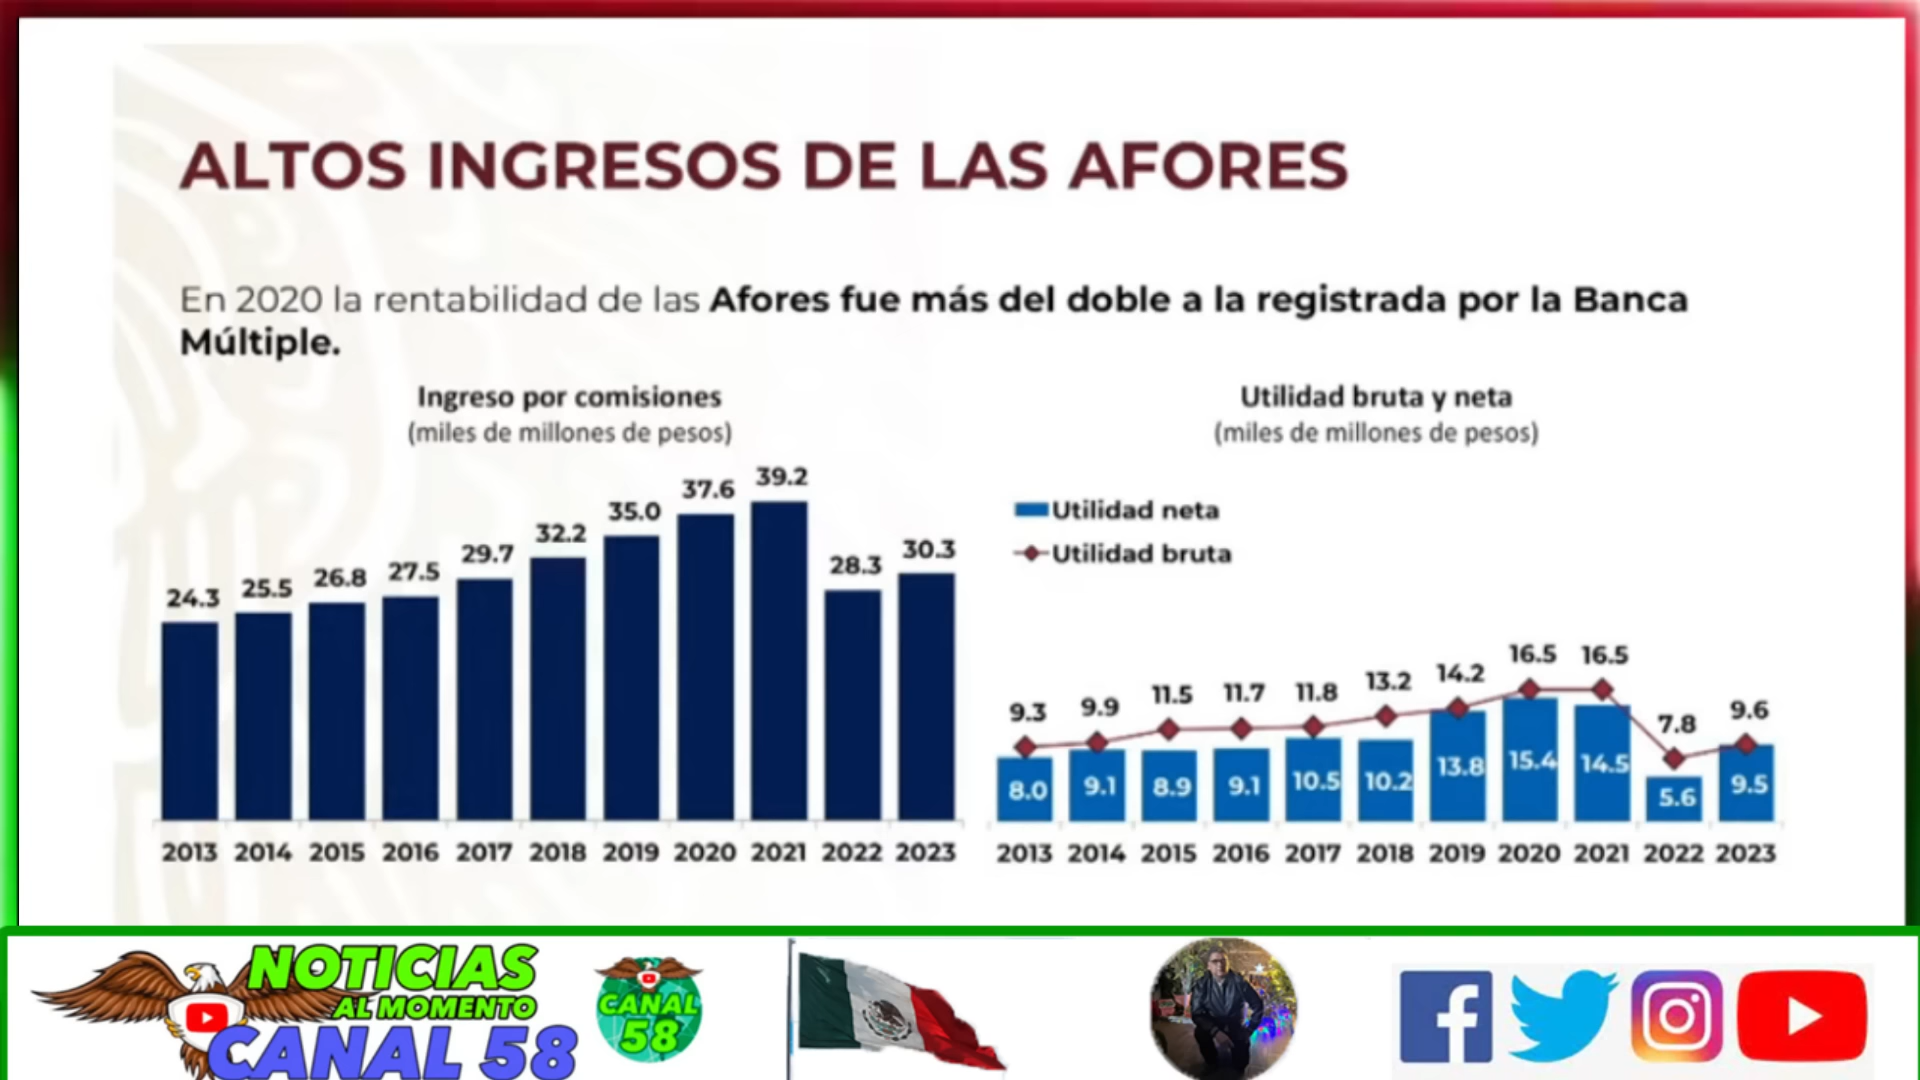 ALTOS INGRESOS DE LAS AFORES
En 2020 la rentabilidad de las Afores fue más del doble a la registrada por la Banca
Múltiple.
Ingreso por comisiones
(miles de millones de pesos)
24.3 25.5 26.8 27.5 29.7 32.2 35.0 37.6 39.2 28.3 30.3
2013 2014 2015 2016 2017 2018 2019 2020 2021 2022 2023
Utilidad bruta y neta
(miles de millones de pesos)
Utilidad neta
Utilidad bruta
9.3 9.9 11.5 11.7 11.8 13.2 14.2 16.5 16.5 7.8 9.6
8.0 9.1 8.9 9.1 10.5 10.2 13.8 15.4 14.5 5.6 9.5
2013 2014 2015 2016 2017 2018 2019 2020 2021 2022 2023
NOTICIAS
AL MOMENTO
CANAL 58
CANAL
58